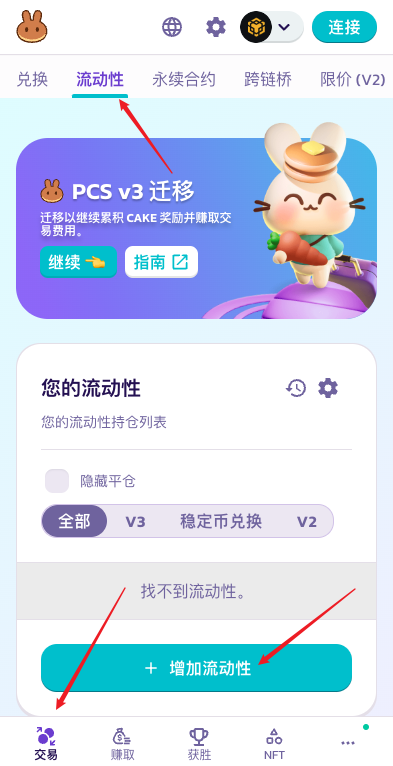 连接
兑换 流动性 永续合约 跨链桥 限价 (V2)
PCS v3 迁移
迁移以继续累积 CAKE 奖励并赚取交
易费用。
继续 指南
您的流动性
您的流动性持仓列表
隐藏平仓
全部 V3 稳定币兑换 V2
找不到流动性。
+ 增加流动性
交易 赚取 获胜 NFT